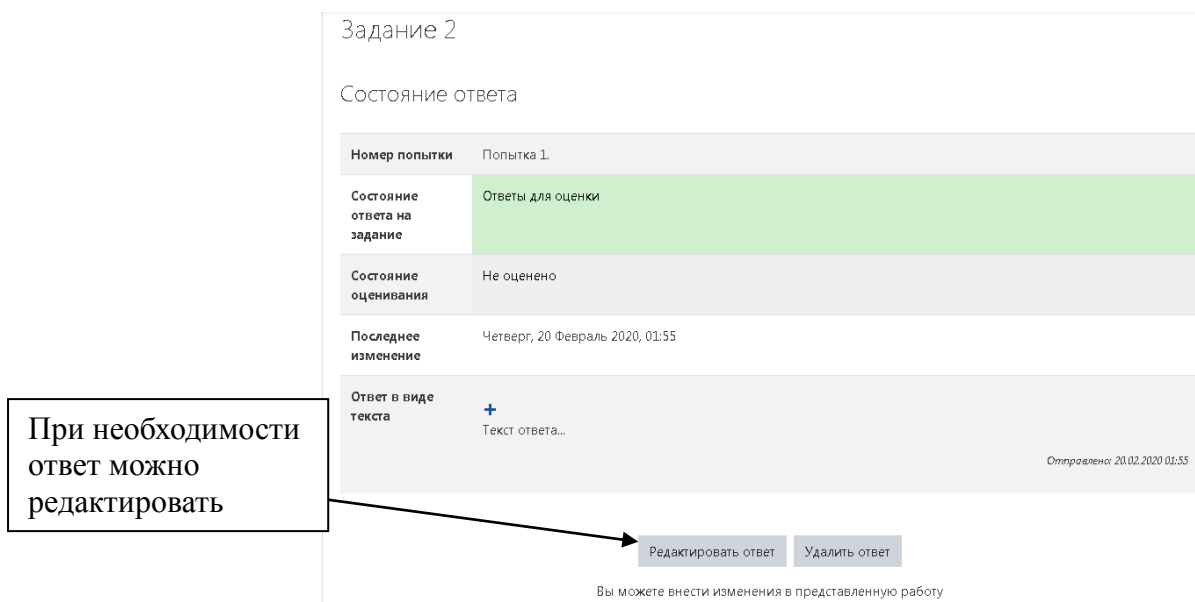 Задание 2
Состояние ответа
Номер попытки Попытка 1.
Состояние ответа на задание Ответы для оценки
Состояние оценивания Не оценено
Последнее изменение Четверг, 20 Февраль 2020, 01:55
Ответ в виде текста
+
Текст ответа...
Отправлено: 20.02.2020 01:55
При необходимости
ответ можно
редактировать
Редактировать ответ Удалить ответ
Вы можете внести изменения в представленную работу